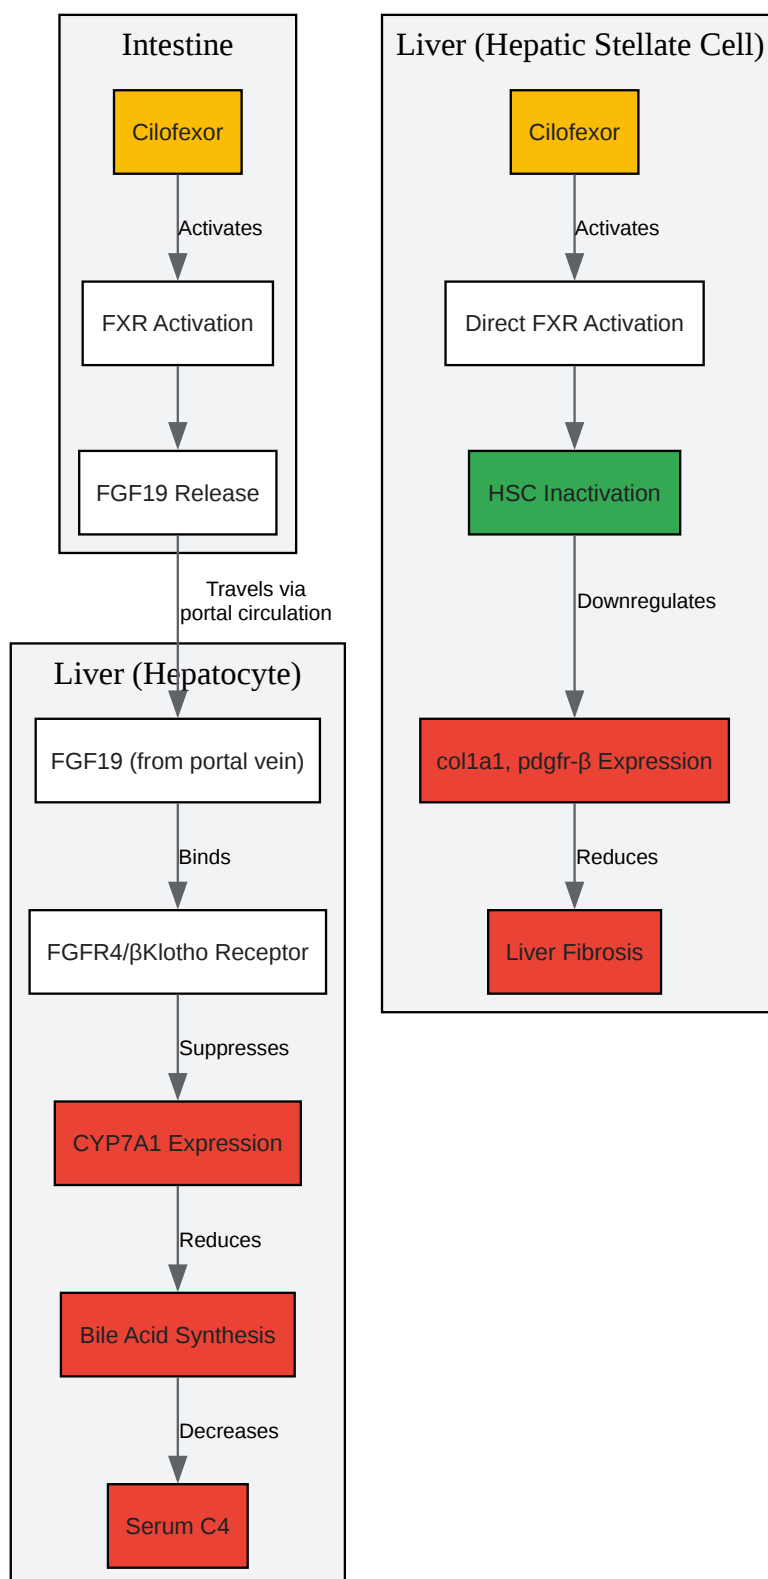 Intestine
Cilofexor
Activates
FXR Activation
FGF19 Release
Travels via
portal circulation
Liver (Hepatocyte)
FGF19 (from portal vein)
Binds
FGFR4/βKlotho Receptor
Suppresses
CYP7A1 Expression
Reduces
Bile Acid Synthesis
Decreases
Serum C4
Liver (Hepatic Stellate Cell)
Cilofexor
Activates
Direct FXR Activation
HSC Inactivation
Downregulates
col1a1, pdgfr-β Expression
Reduces
Liver Fibrosis